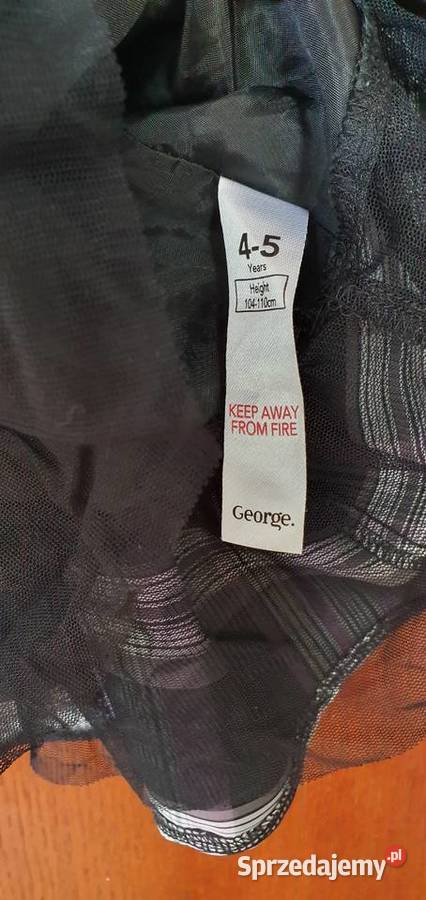 4-5
Years
Height
104-110cm
KEEP AWAY
FROM FIRE
George.
Sprzedajemy.pl